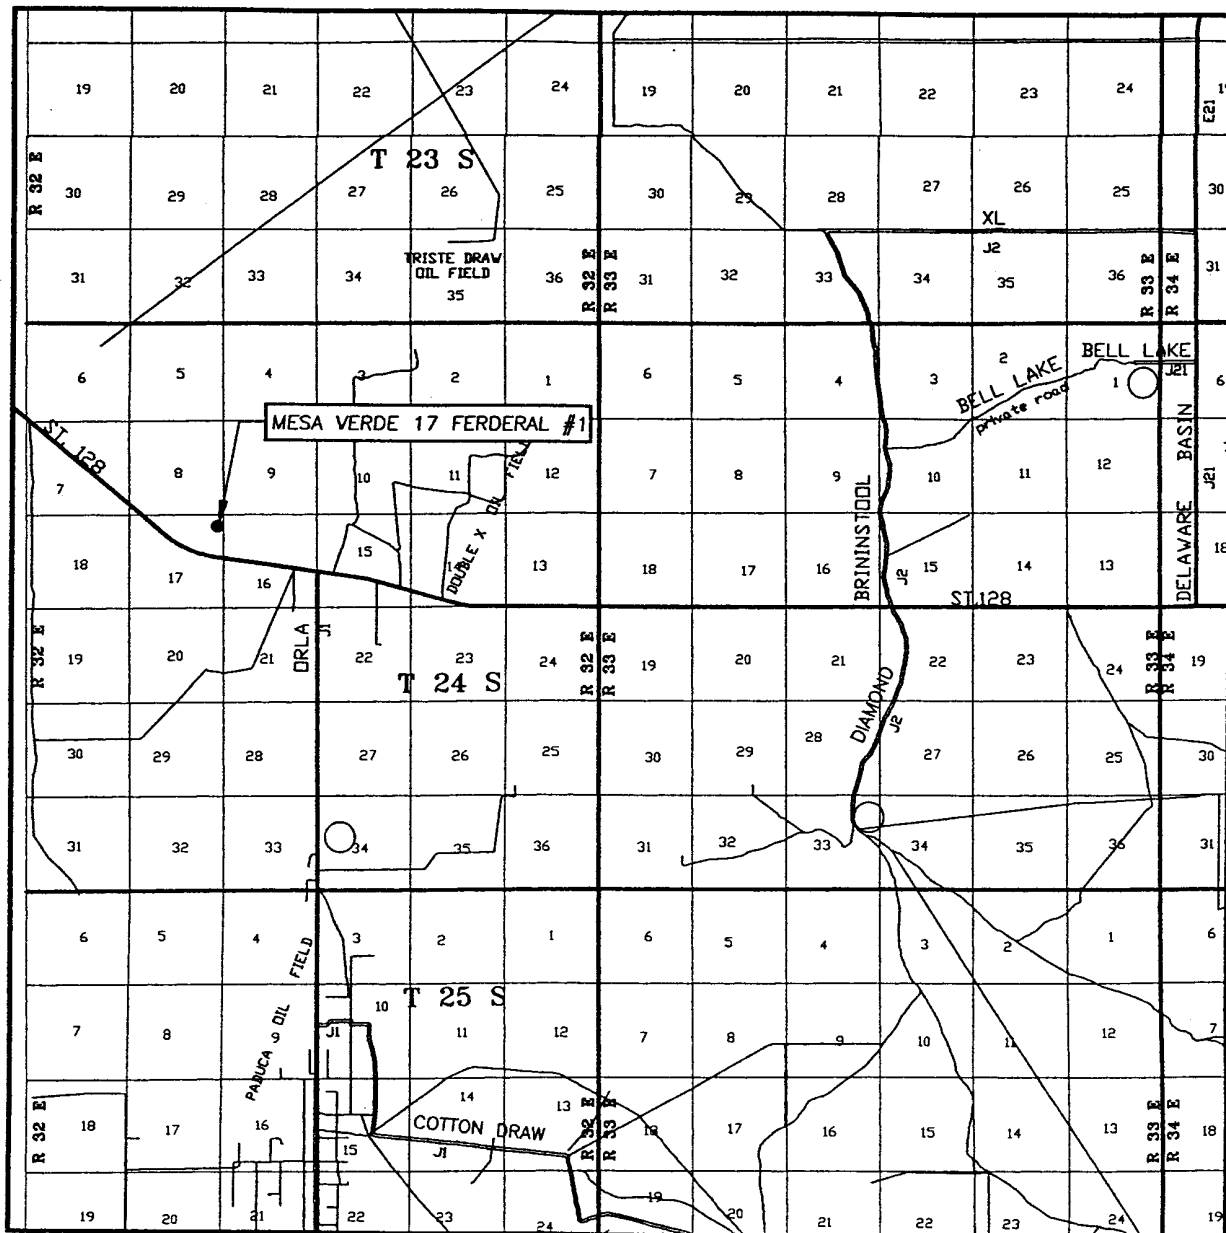 19 20 21 22 23 24 19 20 21 22 23 24 19
E21
T 23 S
R 32 E
30 29 28 27 26 25 30 29 28 27 26 25 30
XL
J2
TRISTE DRAW
OIL FIELD
31 32 33 34 35 36 31 32 33 34 35 36 31
R 32 E
R 33 E
R 33 E
R 34 E
BELL LAKE
BELL LAKE
private road
J21
6 5 4 3 2 1 6 5 4 3 2 1 6
MESA VERDE 17 FERDERAL #1
ST. 128
7 8 9 10 11 12 7 8 9 10 11 12
DOUBLE X OIL FIELD
BRININSTOOL
DELAWARE BASIN
J21
18 17 16 15 14 13 18 17 16 15 14 13 18
J2
ST.128
ORLA
J1
R 32 E
19 20 21 22 23 24 19 20 21 22 23 24 19
R 32 E
R 33 E
R 33 E
R 34 E
T 24 S
DIAMOND
J2
30 29 28 27 26 25 30 29 28 27 26 25 30
31 32 33 34 35 36 31 32 33 34 35 36 31
6 5 4 3 2 1 6 5 4 3 2 1 6
PADUCA OIL FIELD
T 25 S
7 8 10 11 12 7 8 9 10 11 12 7
J1
R 32 E
18 17 16 15 14 13 18 17 16 15 14 13 18
COTTON DRAW
J1
R 32 E
R 33 E
R 33 E
R 34 E
19 20 21 22 23 24 19 20 21 22 23 24 19